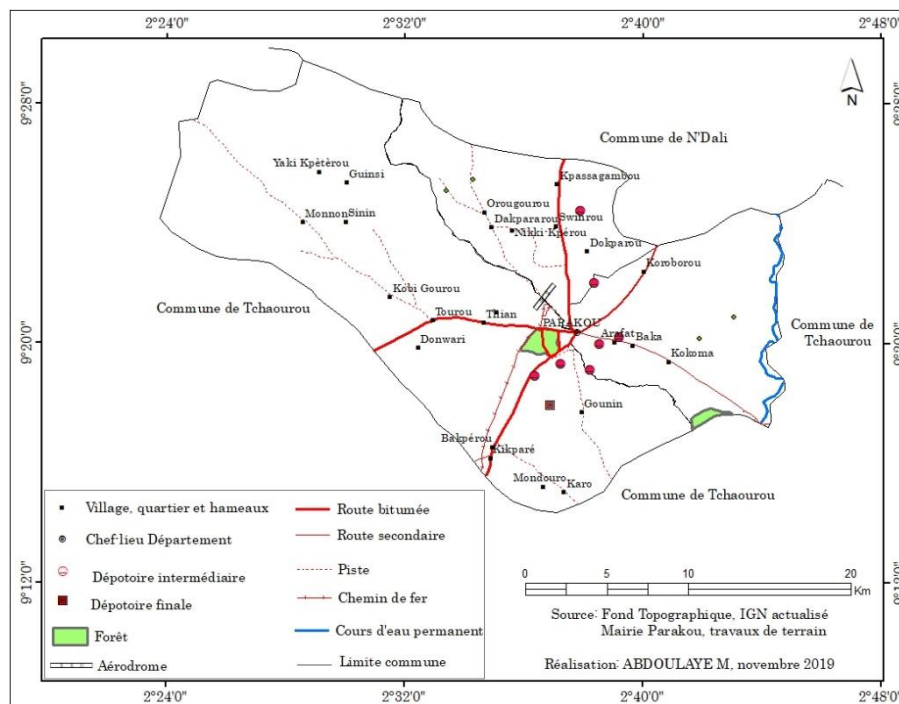 2°24'0"
2°32'0"
2°40'0"
2°48'0"
9°28'0"
9°28'0"
N
Commune de N'Dali
Yaki Kpètèrou
Guinsi
Kpassagambou
Monnon
Sinin
Orougourou
Dakpararou
Swinrou
Nikki-Kpérou
Dokparou
Koroborou
Kobi Gourou
Commune de Tchaourou
Tourou
Thian
PARAKOU
Arafat
Baka
Commune de
Tchaourou
9°20'0"
9°20'0"
Donwari
Kokoma
Gounin
Bakpérou
Kikparé
Mondouro
Karo
Commune de Tchaourou
Village, quartier et hameaux
Chef-lieu Département
Dépotoire intermédiaire
Dépotoire finale
Forêt
Aérodrome
Route bitumée
Route secondaire
Piste
Chemin de fer
Cours d'eau permanent
Limite commune
9°12'0"
9°12'0"
0 5 10 20
Km
Source: Fond Topographique, IGN actualisé
Mairie Parakou, travaux de terrain
Réalisation: ABDOULAYE M, novembre 2019
2°24'0"
2°32'0"
2°40'0"
2°48'0"